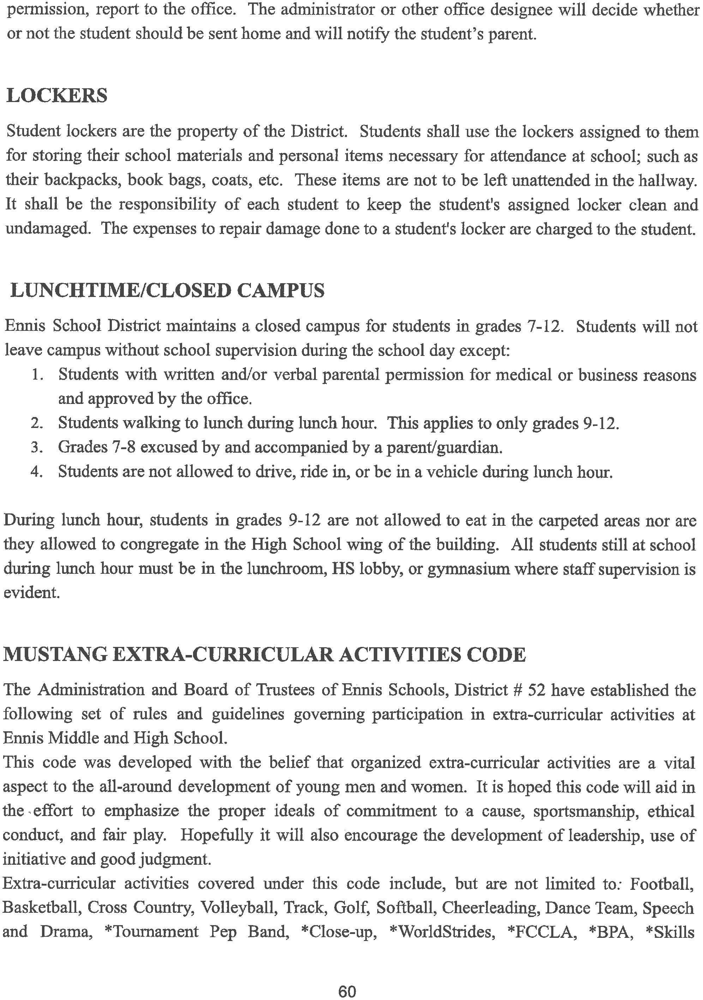 permission, report to the office. The administrator or other office designee will decide whether
or not the student should be sent home and will notify the student’s parent.
LOCKERS
Student lockers are the property of the District. Students shall use the lockers assigned to them
for storing their school materials and personal items necessary for attendance at school; such as
their backpacks, book bags, coats, etc. These items are not to be left unattended in the hallway.
It shall be the responsibility of each student to keep the student's assigned locker clean and
undamaged. The expenses to repair damage done to a student's locker are charged to the student.
LUNCHTIME/CLOSED CAMPUS
Ennis School District maintains a closed campus for students in grades 7-12. Students will not
leave campus without school supervision during the school day except:
1. Students with written and/or verbal parental permission for medical or business reasons
and approved by the office.
2. Students walking to lunch during lunch hour. This applies to only grades 9-12.
3. Grades 7-8 excused by and accompanied by a parent/guardian.
4. Students are not allowed to drive, ride in, or be in a vehicle during lunch hour.
During lunch hour, students in grades 9-12 are not allowed to eat in the carpeted areas nor are
they allowed to congregate in the High School wing of the building. All students still at school
during lunch hour must be in the lunchroom, HS lobby, or gymnasium where staff supervision is
evident.
MUSTANG EXTRA-CURRICULAR ACTIVITIES CODE
The Administration and Board of Trustees of Ennis Schools, District # 52 have established the
following set of rules and guidelines governing participation in extra-curricular activities at
Ennis Middle and High School.
This code was developed with the belief that organized extra-curricular activities are a vital
aspect to the all-around development of young men and women. It is hoped this code will aid in
the effort to emphasize the proper ideals of commitment to a cause, sportsmanship, ethical
conduct, and fair play. Hopefully it will also encourage the development of leadership, use of
initiative and good judgment.
Extra-curricular activities covered under this code include, but are not limited to: Football,
Basketball, Cross Country, Volleyball, Track, Golf, Softball, Cheerleading, Dance Team, Speech
and Drama, *Tournament Pep Band, *Close-up, *WorldStrides, *FCCLA, *BPA, *Skills
60